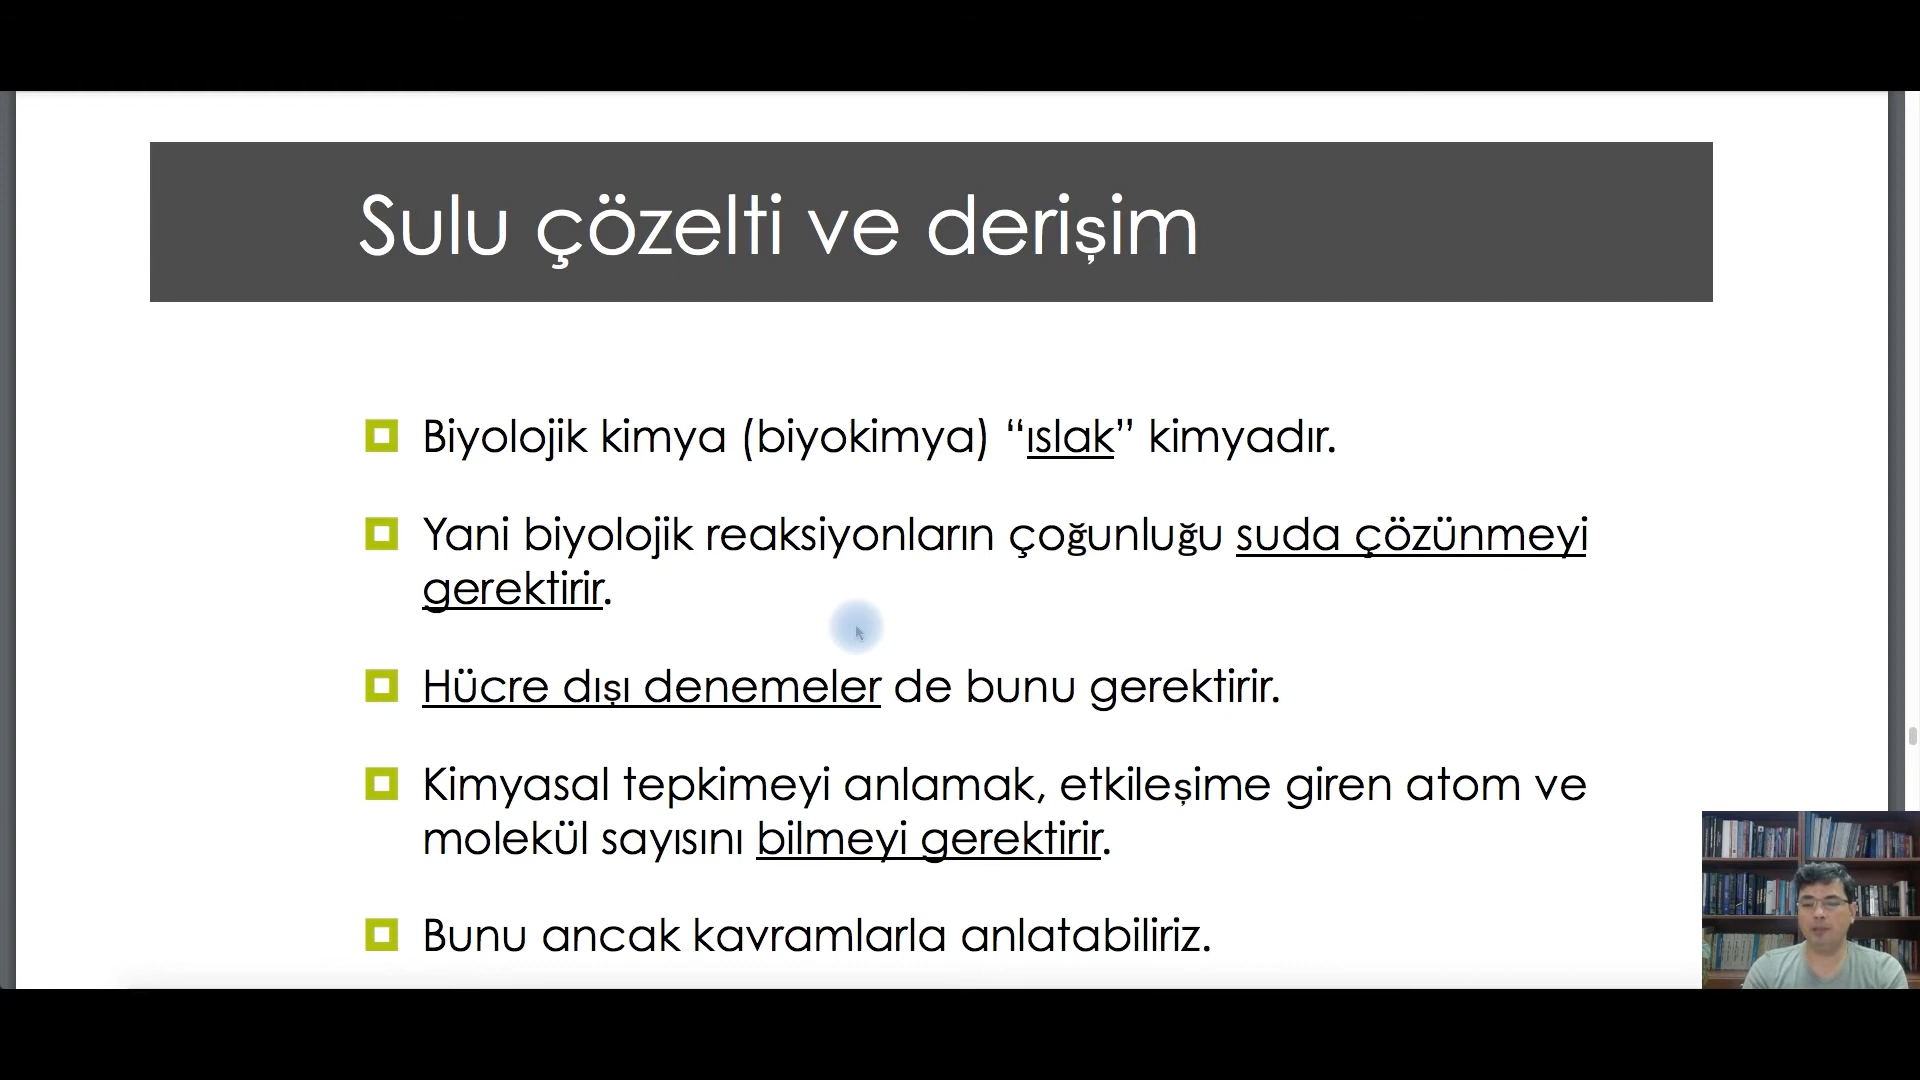 Sulu çözelti ve derişim
Biyolojik kimya (biyokimya) “ıslak” kimyadır.
Yani biyolojik reaksiyonların çoğunluğu suda çözünmeyi
gerektirir.
Hücre dışı denemeler de bunu gerektirir.
Kimyasal tepkimeyi anlamak, etkileşime giren atom ve
molekül sayısını bilmeyi gerektirir.
Bunu ancak kavramlarla anlatabiliriz.